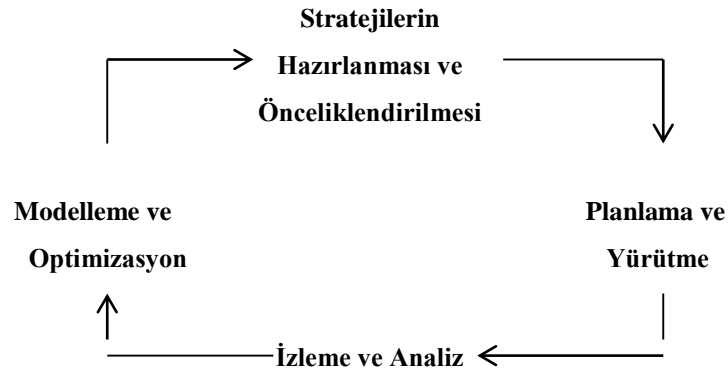 Stratejilerin
Hazırlanması ve
Önceliklendirilmesi
Modelleme ve
Optimizasyon
Planlama ve
Yürütme
İzleme ve Analiz